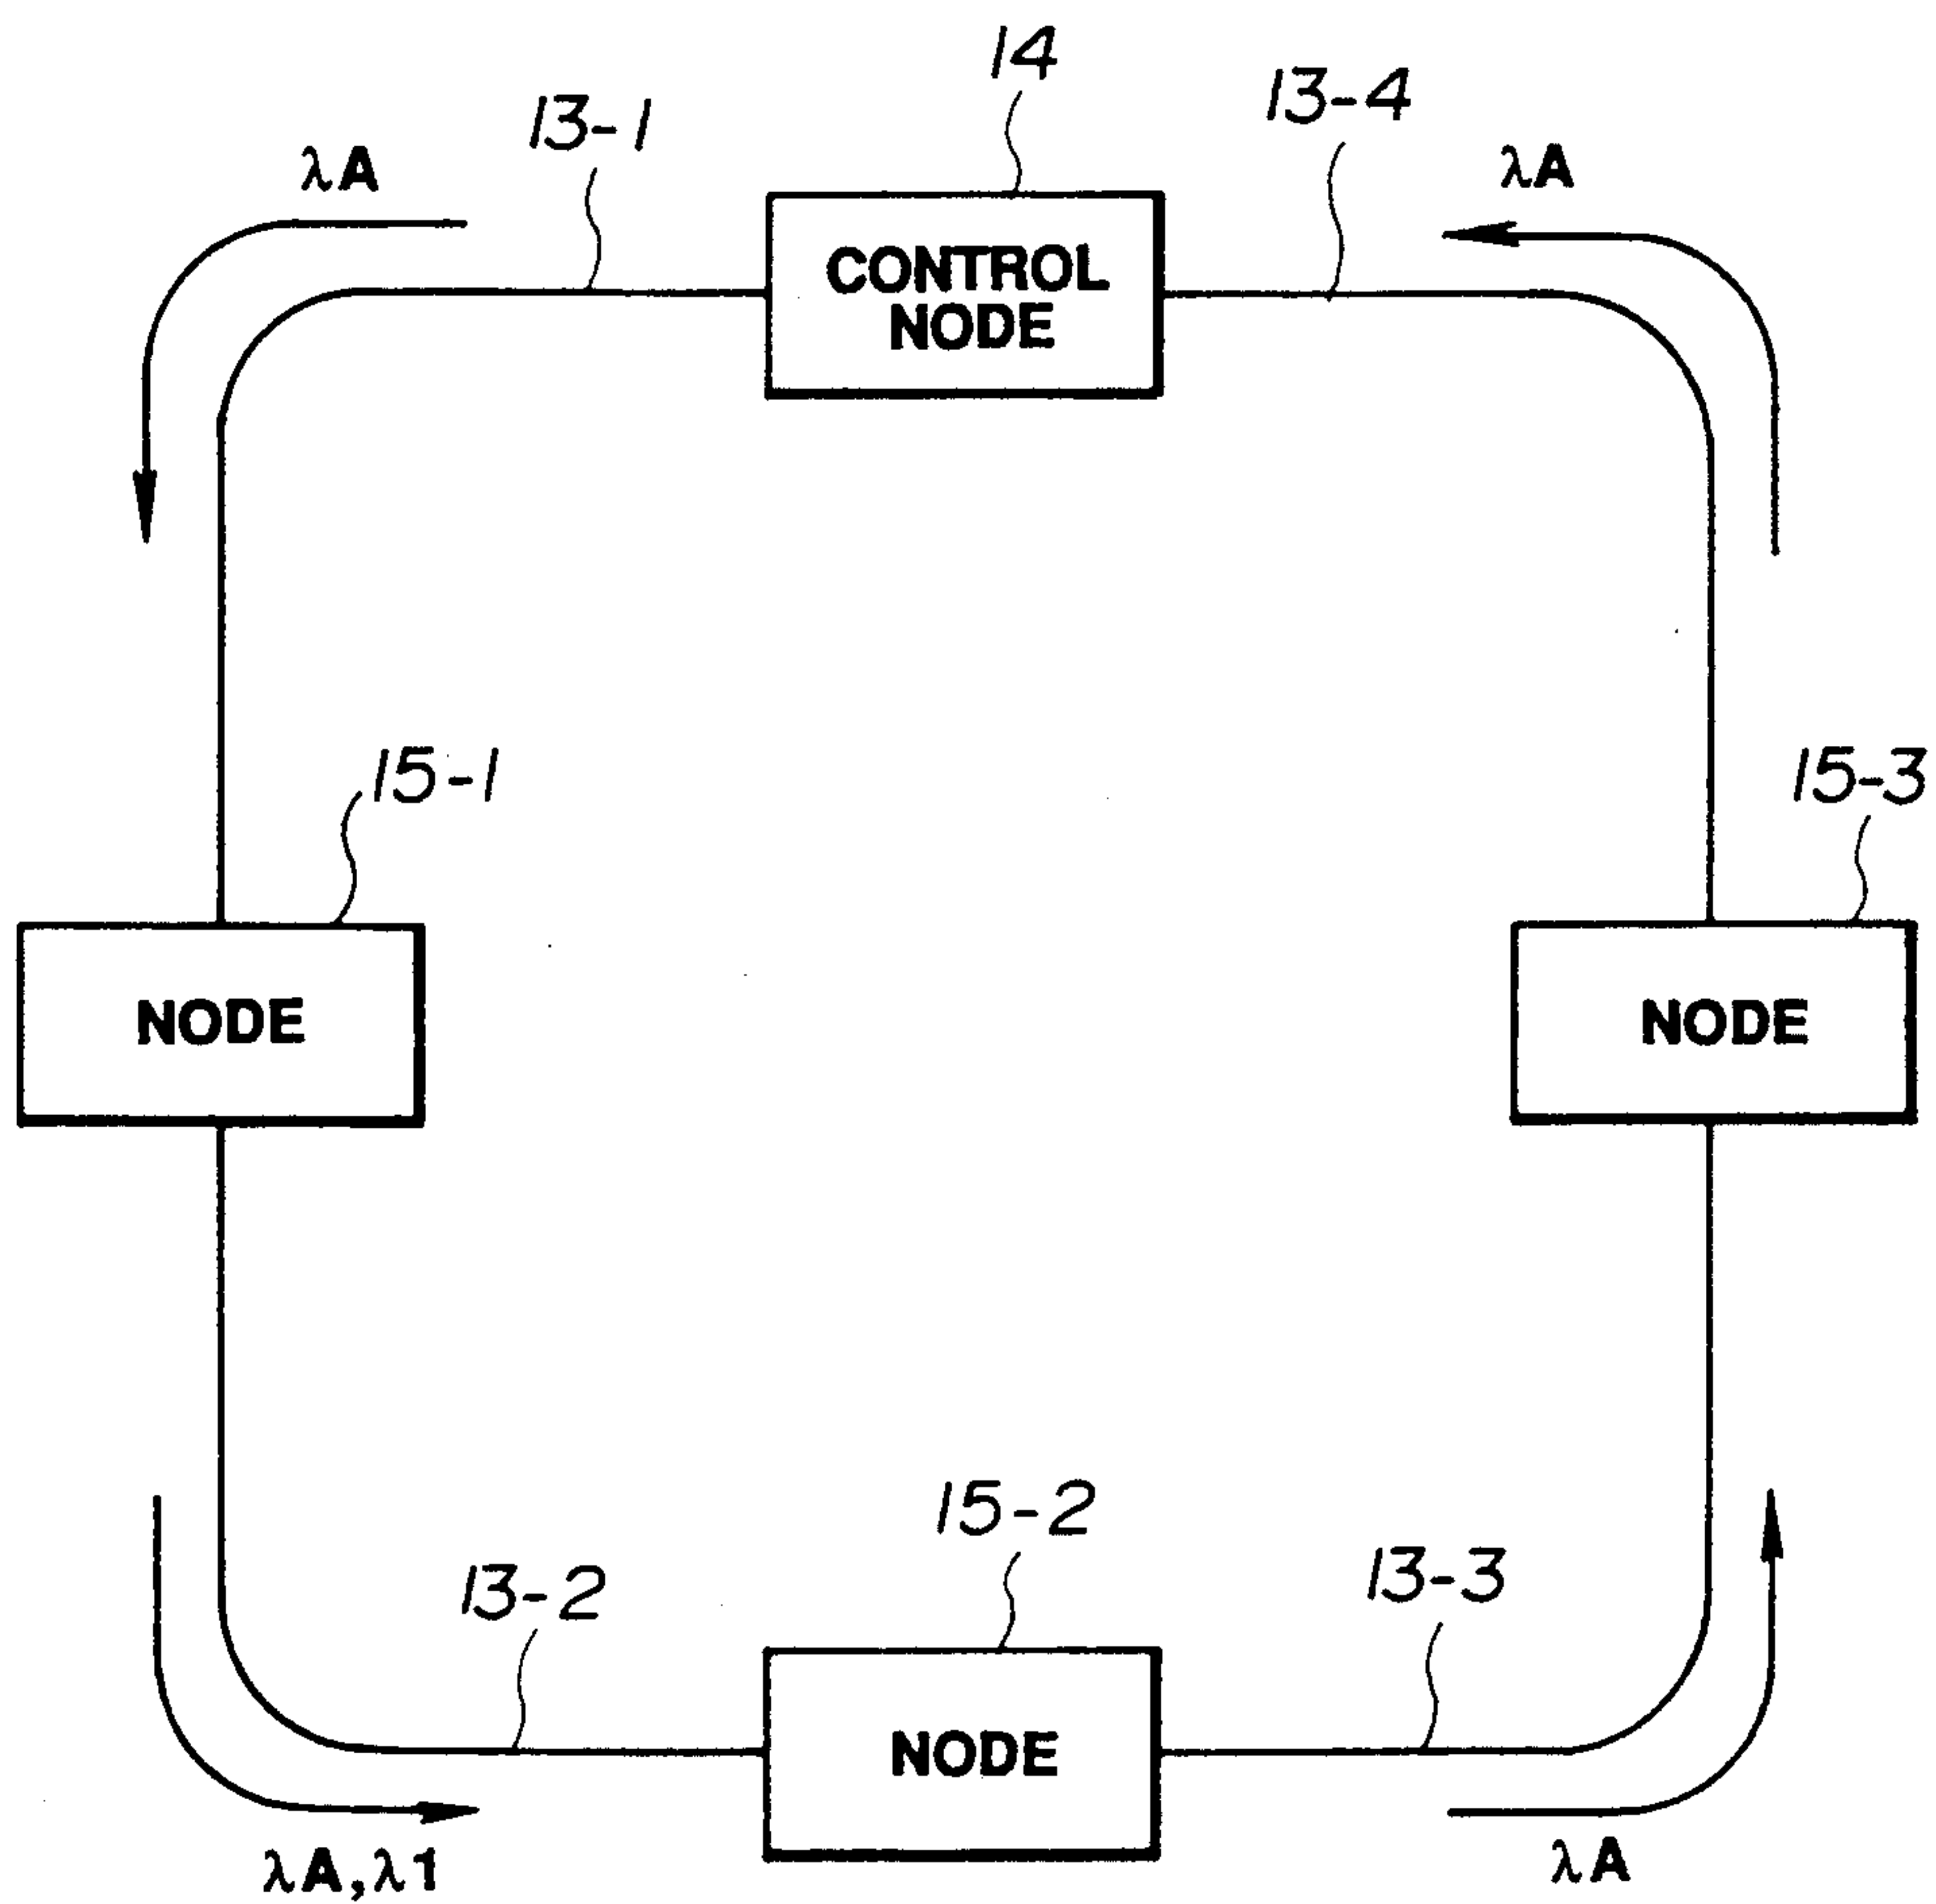 14
13-1
13-4
λA
λA
CONTROL
NODE
15-1
15-3
NODE
NODE
15-2
13-2
13-3
NODE
λA,λ1
λA